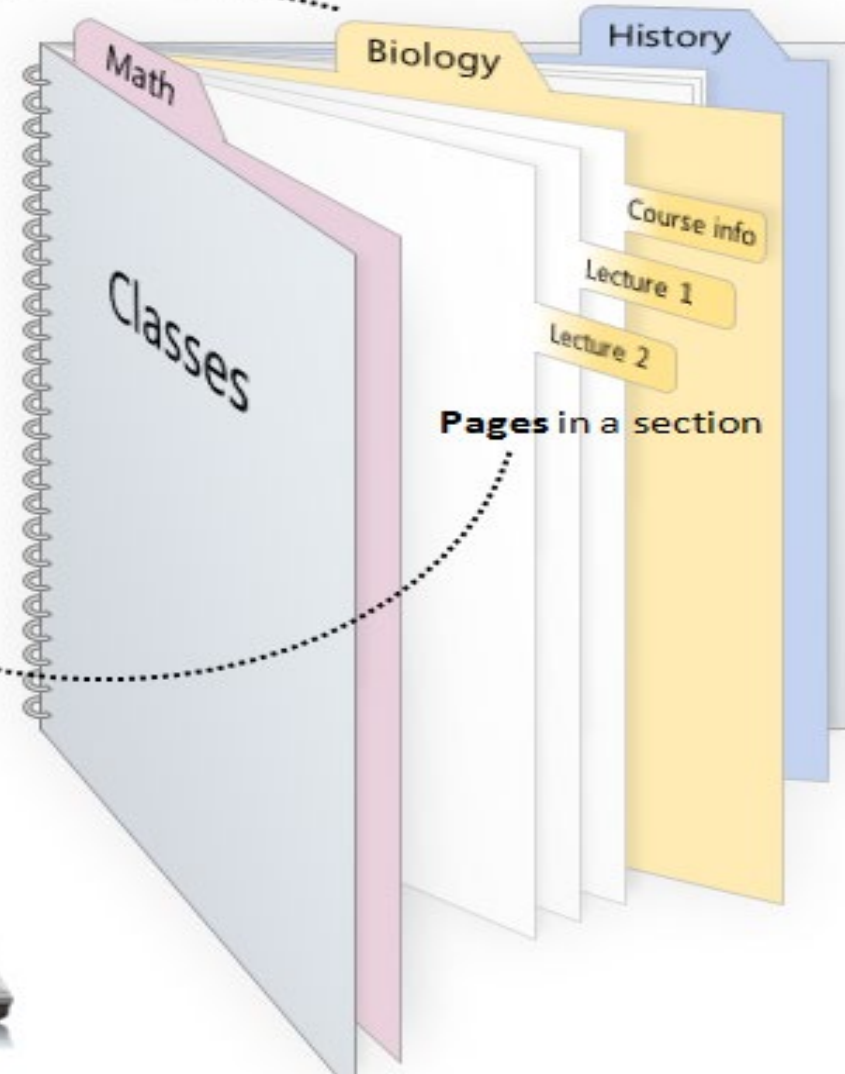 Math
Biology
History
Classes
Course info
Lecture 1
Lecture 2
Pages in a section